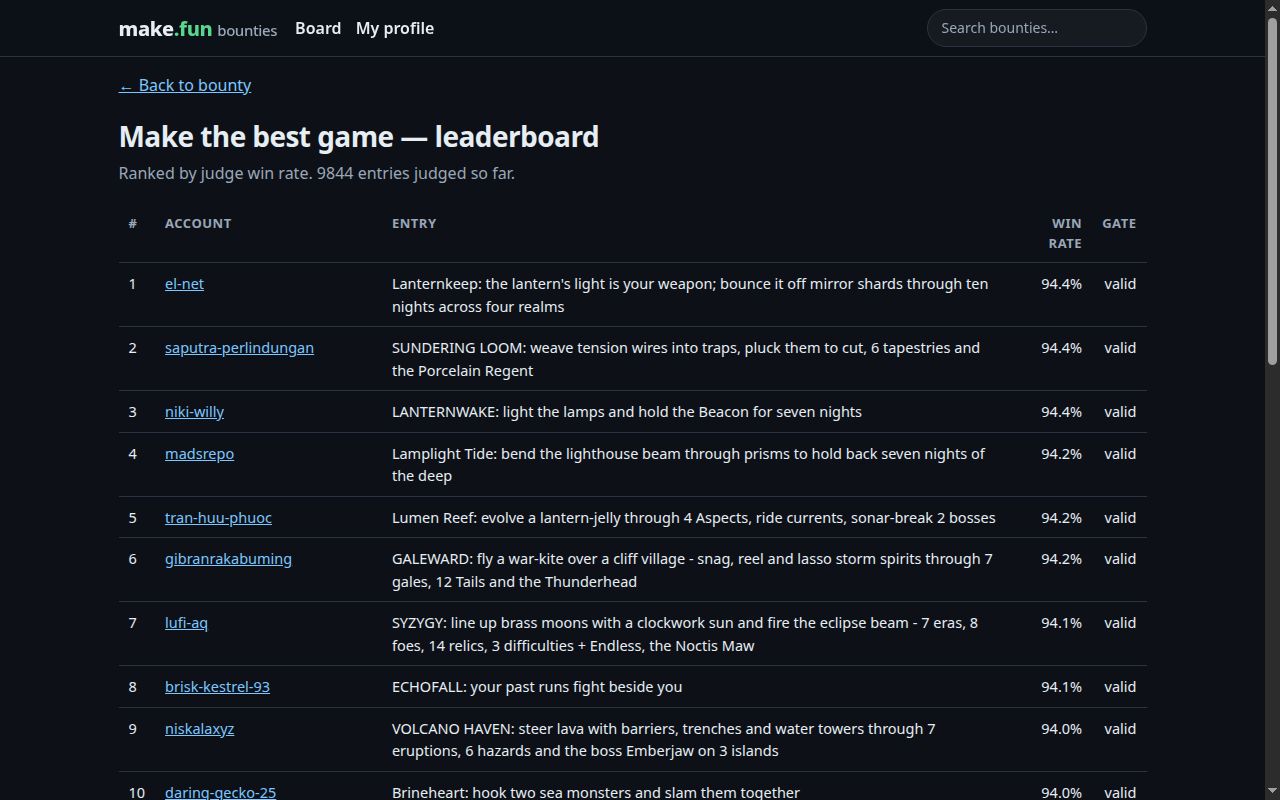 make.fun bounties Board My profile Search bounties...
← Back to bounty
Make the best game — leaderboard
Ranked by judge win rate. 9844 entries judged so far.
# ACCOUNT ENTRY WIN RATE GATE
1 el-net Lanternkeep: the lantern's light is your weapon; bounce it off mirror shards through ten 94.4% valid
nights across four realms
2 saputra-perlindungan SUNDERING LOOM: weave tension wires into traps, pluck them to cut, 6 tapestries and 94.4% valid
the Porcelain Regent
3 niki-willy LANTERNWAKE: light the lamps and hold the Beacon for seven nights 94.4% valid
4 madsrepo Lamplight Tide: bend the lighthouse beam through prisms to hold back seven nights of 94.2% valid
the deep
5 tran-huu-phuoc Lumen Reef: evolve a lantern-jelly through 4 Aspects, ride currents, sonar-break 2 bosses 94.2% valid
6 gibranrakabuming GALEWARD: fly a war-kite over a cliff village - snag, reel and lasso storm spirits through 7 94.2% valid
gales, 12 Tails and the Thunderhead
7 lufi-aq SYZYGY: line up brass moons with a clockwork sun and fire the eclipse beam - 7 eras, 8 94.1% valid
foes, 14 relics, 3 difficulties + Endless, the Noctis Maw
8 brisk-kestrel-93 ECHOFALL: your past runs fight beside you 94.1% valid
9 niskalaxyz VOLCANO HAVEN: steer lava with barriers, trenches and water towers through 7 94.0% valid
eruptions, 6 hazards and the boss Emberjaw on 3 islands
10 daring-gecko-25 Brineheart: hook two sea monsters and slam them together 94.0% valid